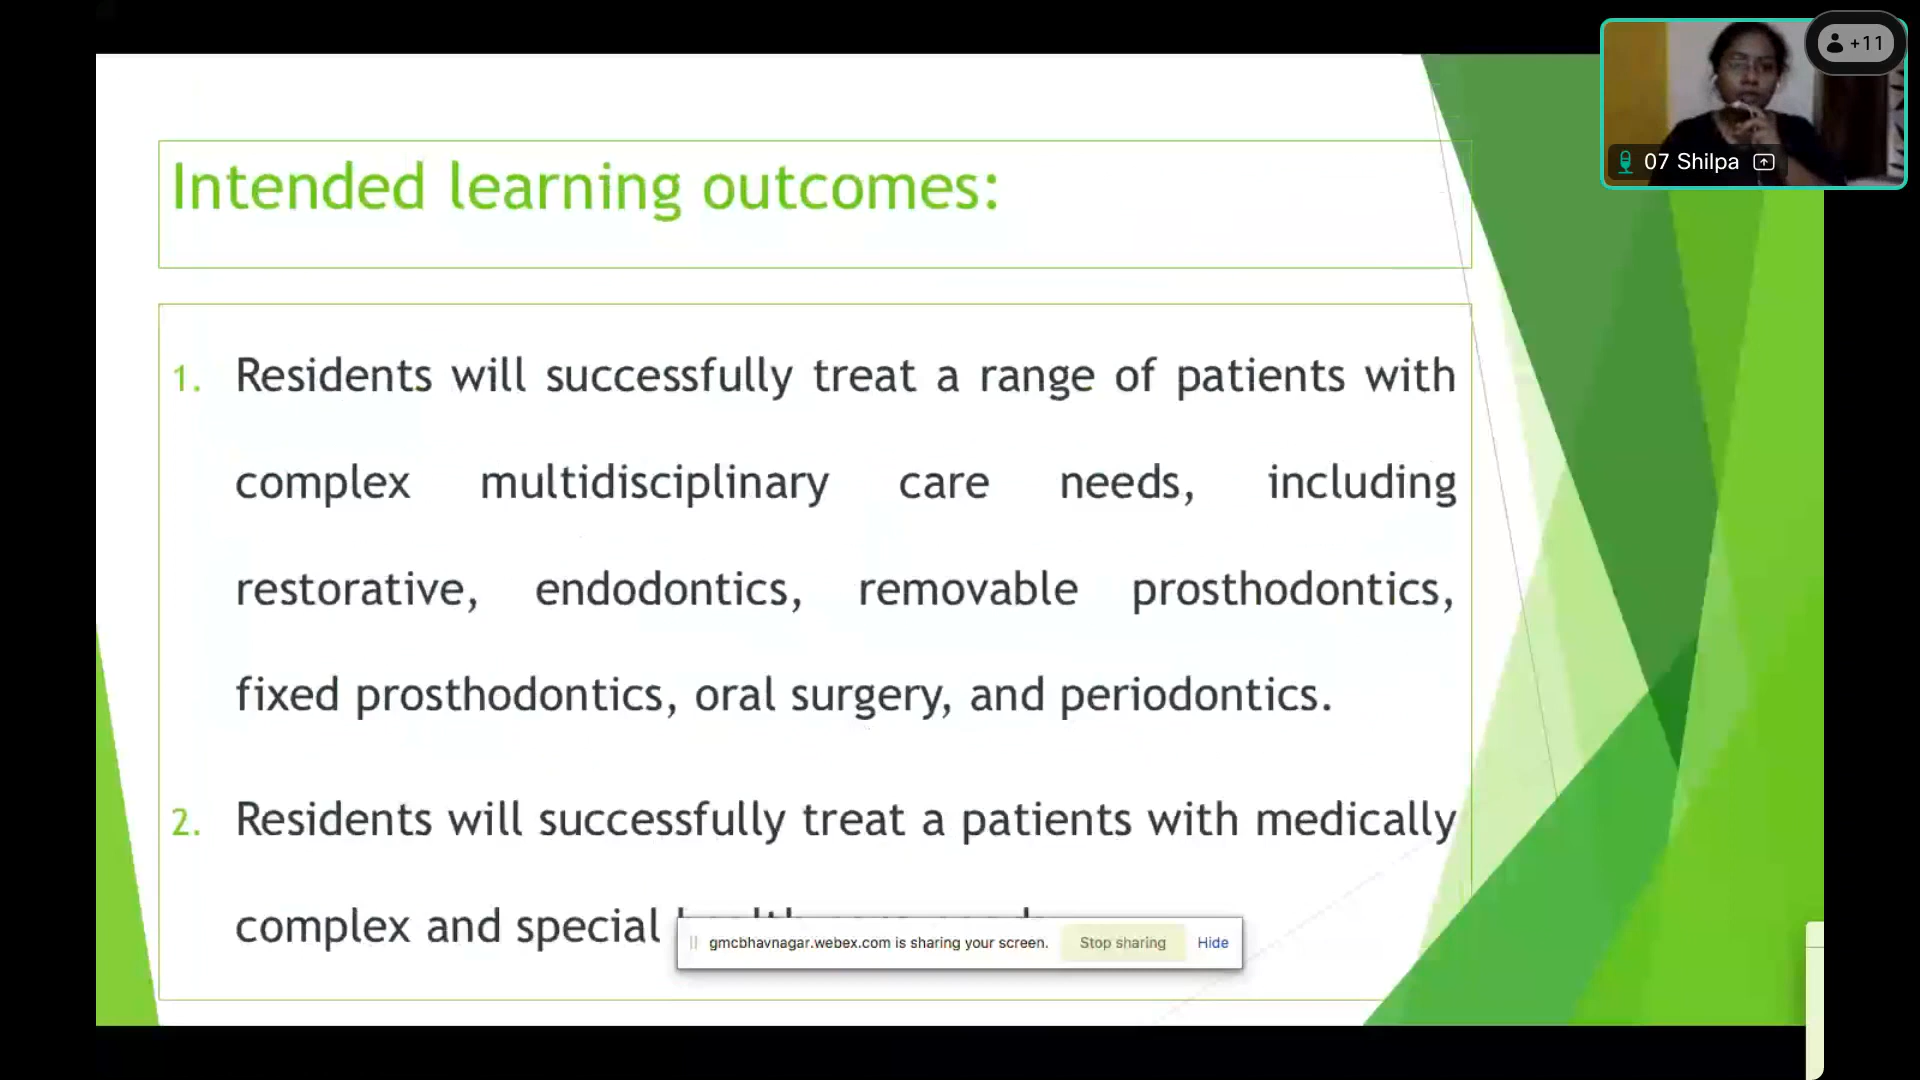 +11
07 Shilpa
Intended learning outcomes:
1. Residents will successfully treat a range of patients with
complex multidisciplinary care needs, including
restorative, endodontics, removable prosthodontics,
fixed prosthodontics, oral surgery, and periodontics.
2. Residents will successfully treat a patients with medically
complex and special
gmcbhavnagar.webex.com is sharing your screen. Stop sharing Hide